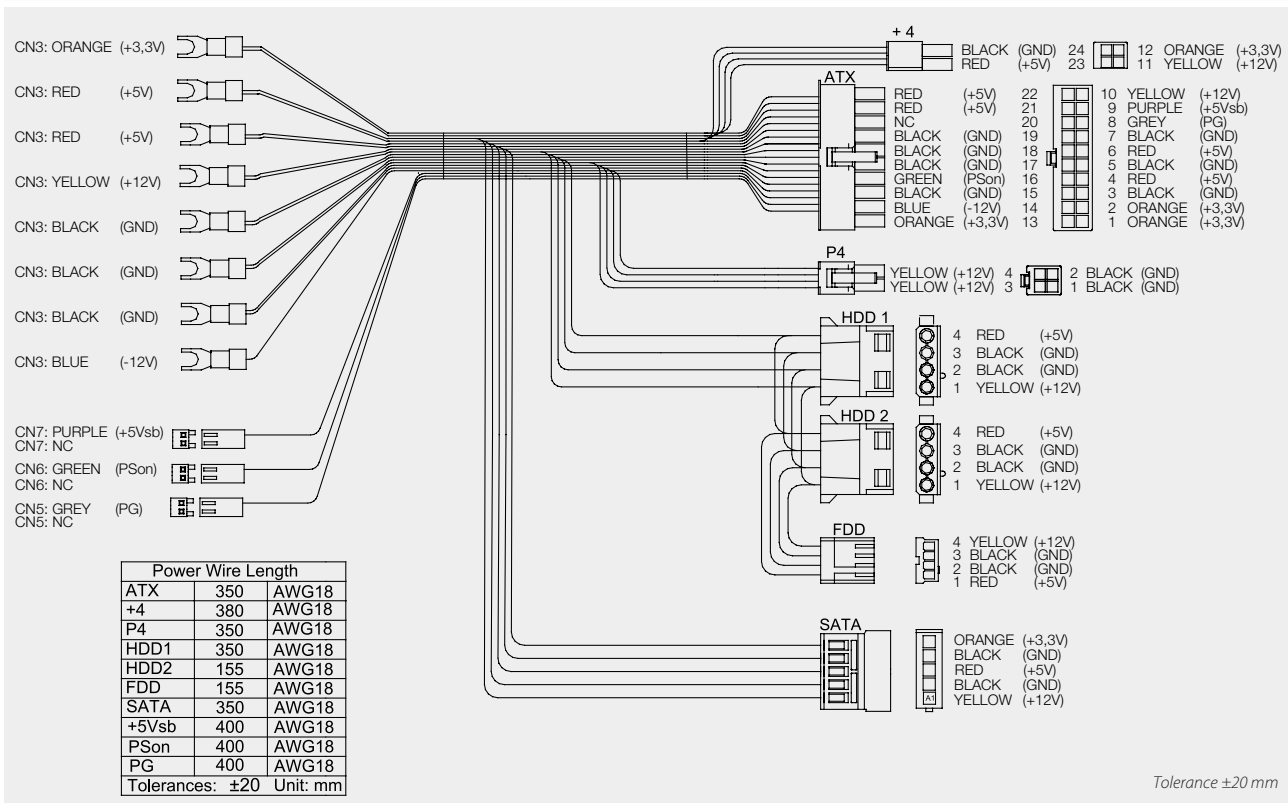 CN3: ORANGE (+3,3V)
CN3: RED (+5V)
CN3: RED (+5V)
CN3: YELLOW (+12V)
CN3: BLACK (GND)
CN3: BLACK (GND)
CN3: BLACK (GND)
CN3: BLUE (-12V)
CN7: PURPLE (+5Vsb)
CN7: NC
CN6: GREEN (PSon)
CN6: NC
CN5: GREY (PG)
CN5: NC
+ 4
BLACK (GND) 24 12 ORANGE (+3,3V)
RED (+5V) 23 11 YELLOW (+12V)
ATX
RED (+5V) 22 10 YELLOW (+12V)
RED (+5V) 21 9 PURPLE (+5Vsb)
NC 20 8 GREY (PG)
BLACK (GND) 19 7 BLACK (GND)
BLACK (GND) 18 6 RED (+5V)
BLACK (GND) 17 5 BLACK (GND)
GREEN (PSon) 16 4 RED (+5V)
BLACK (GND) 15 3 BLACK (GND)
BLUE (-12V) 14 2 ORANGE (+3,3V)
ORANGE (+3,3V) 13 1 ORANGE (+3,3V)
P4
YELLOW (+12V) 4 2 BLACK (GND)
YELLOW (+12V) 3 1 BLACK (GND)
HDD 1
4 RED (+5V)
3 BLACK (GND)
2 BLACK (GND)
1 YELLOW (+12V)
HDD 2
4 RED (+5V)
3 BLACK (GND)
2 BLACK (GND)
1 YELLOW (+12V)
FDD
4 YELLOW (+12V)
3 BLACK (GND)
2 BLACK (GND)
1 RED (+5V)
SATA
ORANGE (+3,3V)
BLACK (GND)
RED (+5V)
BLACK (GND)
YELLOW (+12V)
A1
Power Wire Length
ATX 350 AWG18
+4 380 AWG18
P4 350 AWG18
HDD1 350 AWG18
HDD2 155 AWG18
FDD 155 AWG18
SATA 350 AWG18
+5Vsb 400 AWG18
PSon 400 AWG18
PG 400 AWG18
Tolerances: ±20 Unit: mm
Tolerance ±20 mm